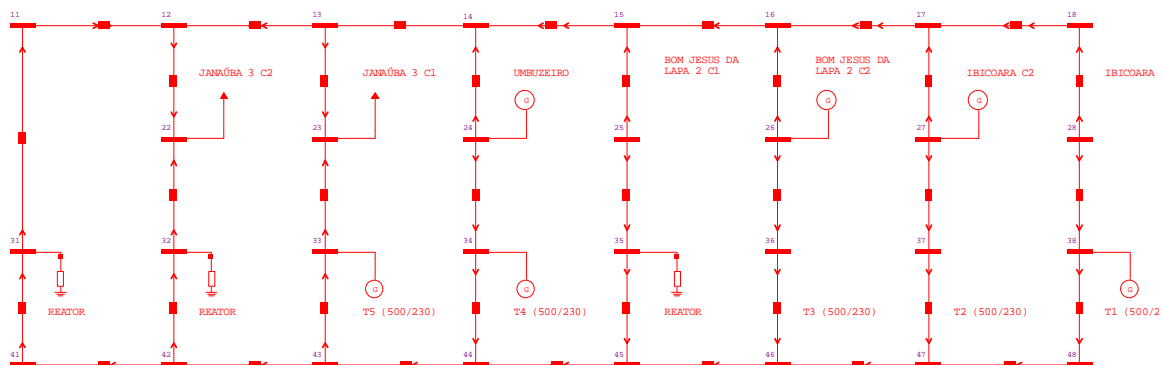 11 12 13 14 15 16 17 18
JANAÚBA 3 C2
JANAÚBA 3 C1
UMBUZEIRO
BOM JESUS DA
LAPA 2 C1
BOM JESUS DA
LAPA 2 C2
IBICOARA C2
IBICOARA
G G G
22 23 24 25 26 27 28
31 32 33 34 35 36 37 38
G G G
REATOR
REATOR
T5 (500/230)
T4 (500/230)
REATOR
T3 (500/230)
T2 (500/230)
T1 (500/2
41 42 43 44 45 46 47 48